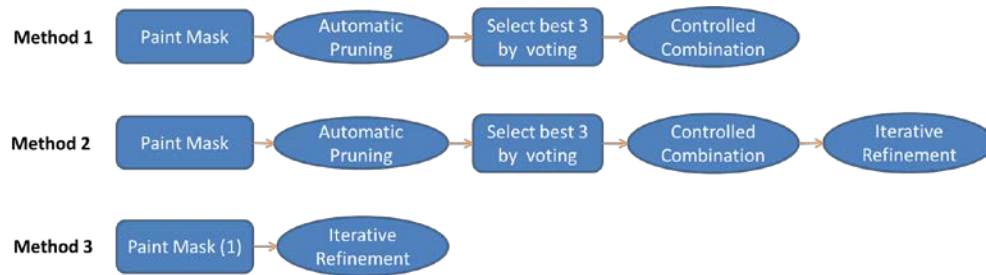 Method 1
Paint Mask
Automatic
Pruning
Select best 3
by voting
Controlled
Combination
Method 2
Paint Mask
Automatic
Pruning
Select best 3
by voting
Controlled
Combination
Iterative
Refinement
Method 3
Paint Mask (1)
Iterative
Refinement